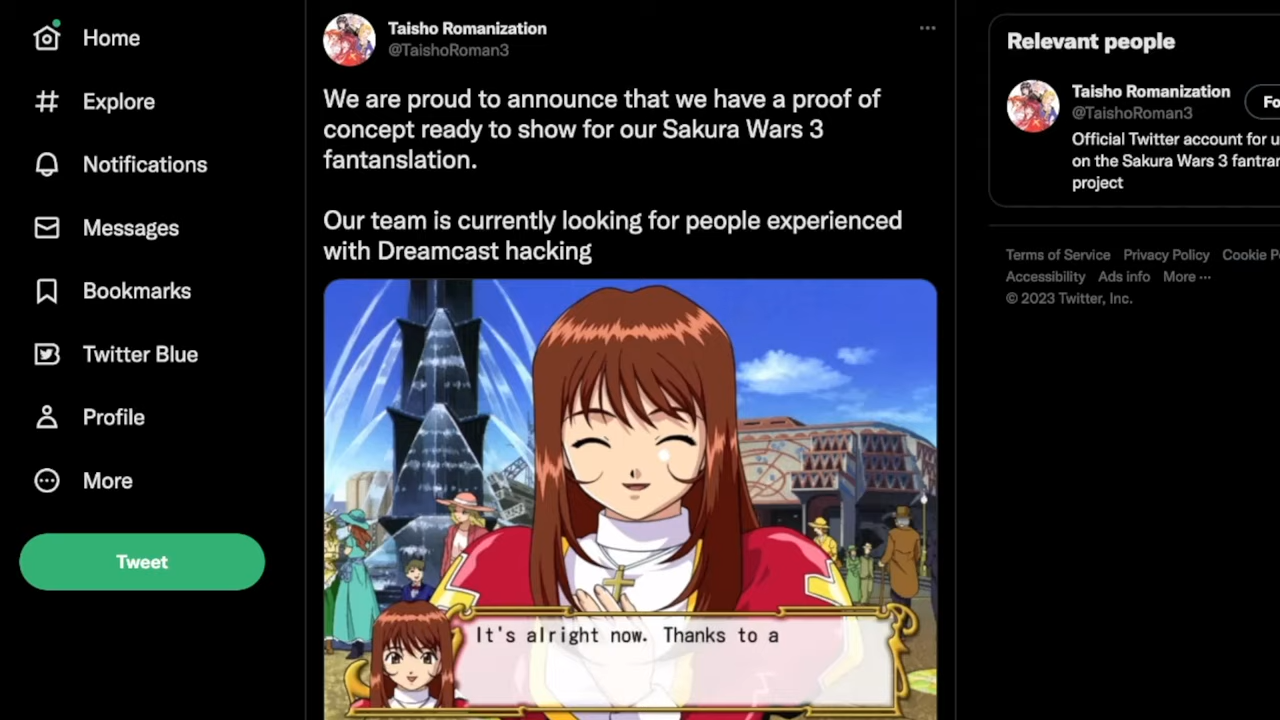 Home
Explore
Notifications
Messages
Bookmarks
Twitter Blue
Profile
More
Tweet
Taisho Romanization
@TaishoRoman3
We are proud to announce that we have a proof of
concept ready to show for our Sakura Wars 3
fantanslation.
Our team is currently looking for people experienced
with Dreamcast hacking
It's alright now. Thanks to a
Relevant people
Taisho Romanization
@TaishoRoman3
Fo
Official Twitter account for u
on the Sakura Wars 3 fantran
project
Terms of Service Privacy Policy Cookie P
Accessibility Ads info More ···
© 2023 Twitter, Inc.